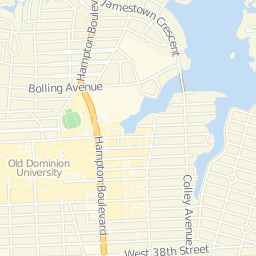 Jamestown Crescent
Hampton Boulevard
Bolling Avenue
Old Dominion
University
Hampton Boulevard
Colley Avenue
West 38th Street